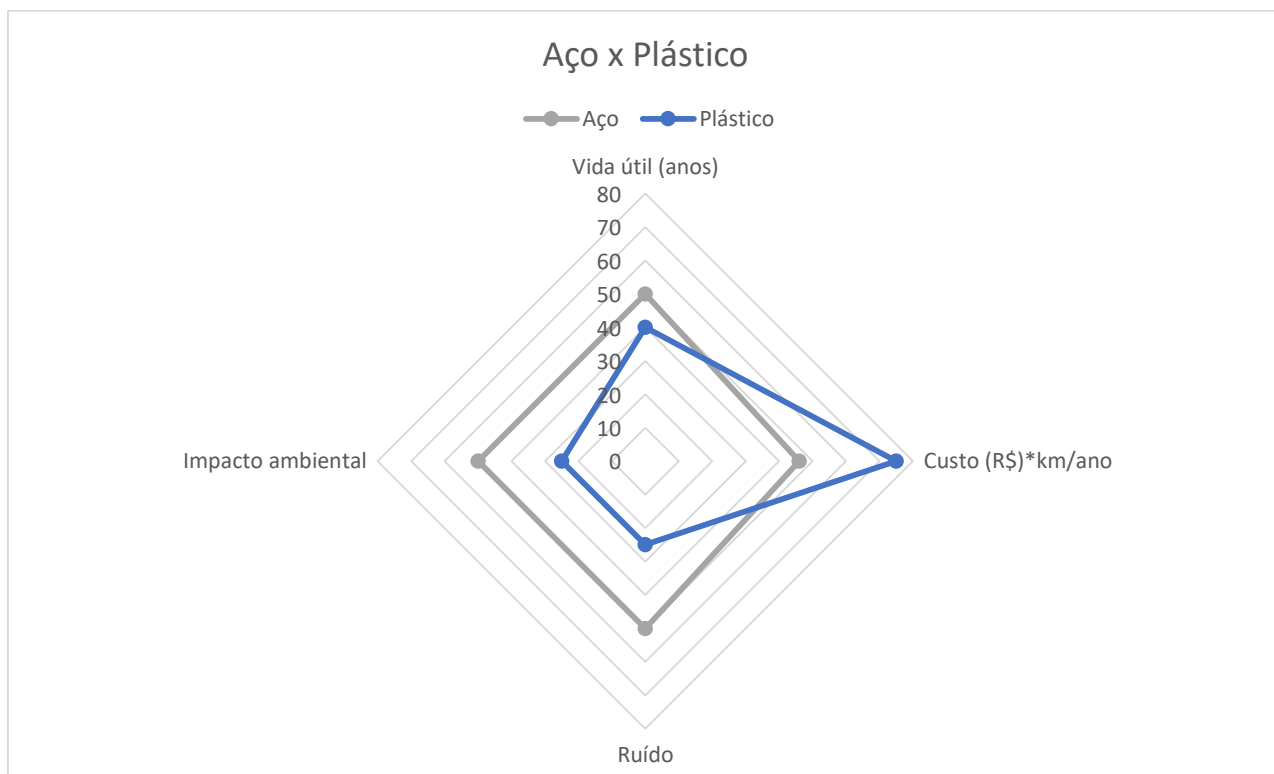 Aço x Plástico
Aço Plástico
Vida útil (anos)
80
70
60
50
40
30
20
10
0
Impacto ambiental
Custo (R$)*km/ano
Ruído